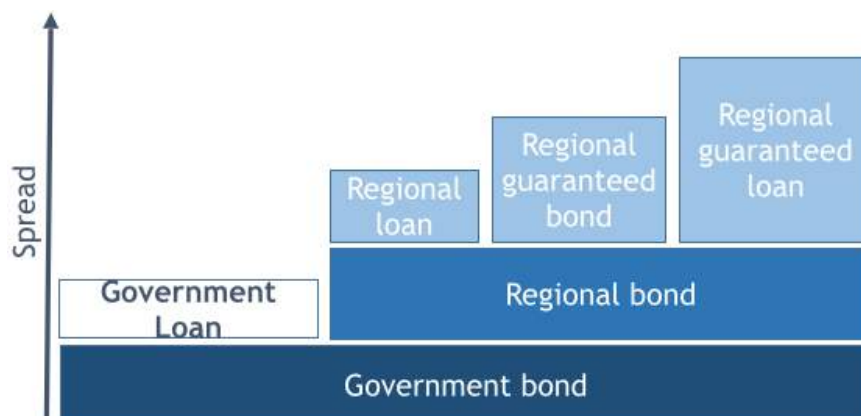 Spread
Regional
guaranteed
loan
Regional
guaranteed
bond
Regional
loan
Government
Loan
Regional bond
Government bond